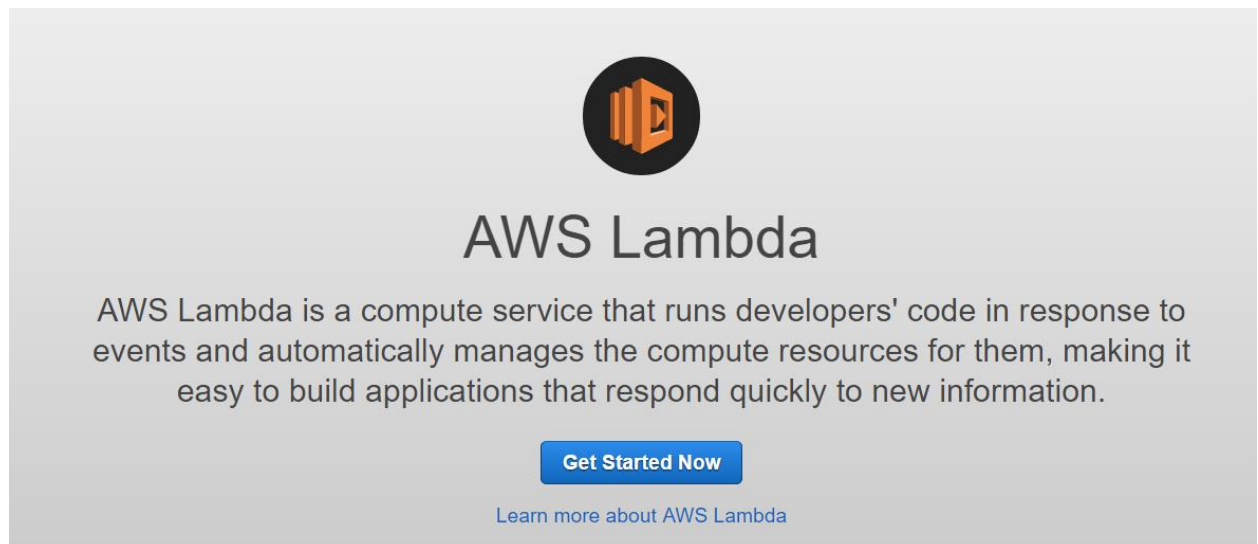 AWS Lambda
AWS Lambda is a compute service that runs developers' code in response to
events and automatically manages the compute resources for them, making it
easy to build applications that respond quickly to new information.
Get Started Now
Learn more about AWS Lambda